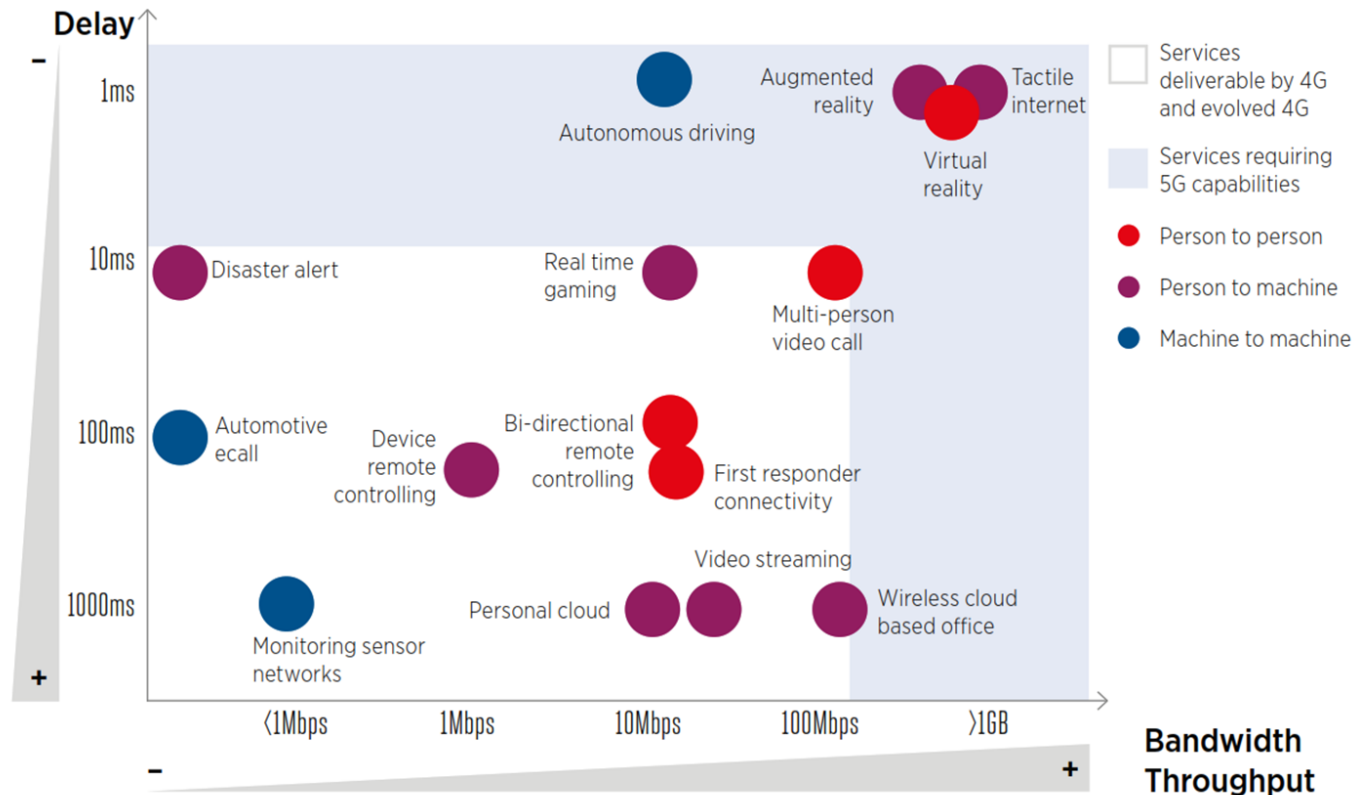 Delay
–
1ms
10ms
100ms
1000ms
+
Autonomous driving
Augmented
reality
Tactile
internet
Virtual
reality
Disaster alert
Real time
gaming
Multi-person
video call
Automotive
ecall
Device
remote
controlling
Bi-directional
remote
controlling
First responder
connectivity
Monitoring sensor
networks
Personal cloud
Video streaming
Wireless cloud
based office
<1Mbps
1Mbps
10Mbps
100Mbps
>1GB
–
+
Bandwidth
Throughput
Services
deliverable by 4G
and evolved 4G
Services requiring
5G capabilities
Person to person
Person to machine
Machine to machine